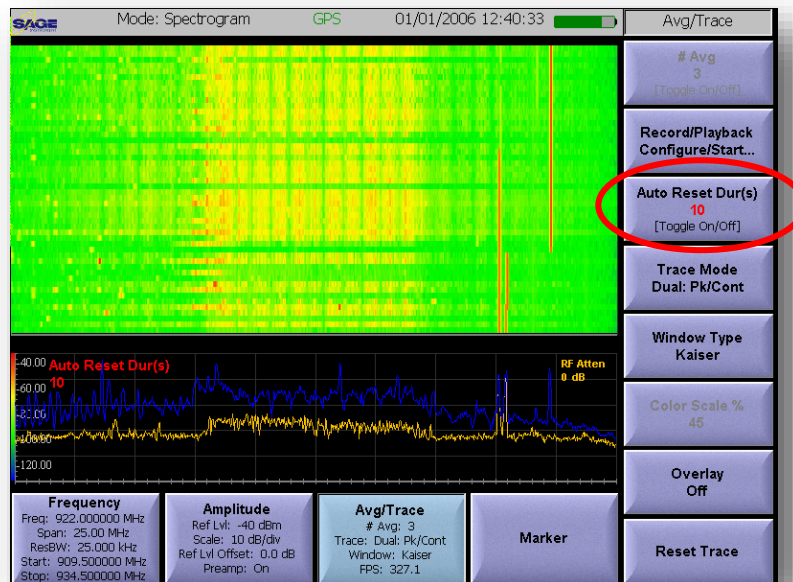 SAGE
INSTRUMENT
Mode: Spectrogram
GPS
01/01/2006 12:40:33
Avg/Trace
# Avg
3
[Toggle On/Off]
Record/Playback
Configure/Start...
Auto Reset Dur(s)
10
[Toggle On/Off]
Trace Mode
Dual: Pk/Cont
Window Type
Kaiser
Color Scale %
45
Overlay
Off
Reset Trace
-40.00
Auto Reset Dur(s)
10
RF Atten
0 dB
-60.00
-80.00
-100.00
-120.00
Frequency
Freq: 922.000000 MHz
Span: 25.00 MHz
ResBW: 25.000 kHz
Start: 909.500000 MHz
Stop: 934.500000 MHz
Amplitude
Ref Lvl: -40 dBm
Scale: 10 dB/div
Ref Lvl Offset: 0.0 dB
Preamp: On
Avg/Trace
# Avg: 3
Trace: Dual: Pk/Cont
Window: Kaiser
FPS: 327.1
Marker